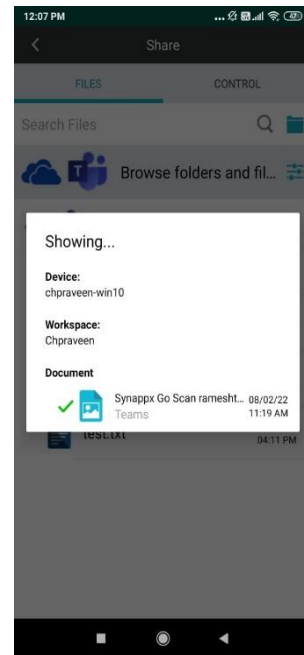 12:07 PM
47
Share
FILES
CONTROL
Search Files
Browse folders and fil...
Showing...
Device:
chpraveen-win10
Workspace:
Chpraveen
Document
Synappx Go Scan ramesht... 08/02/22
Teams 11:19 AM
test.txt
04:11 PM